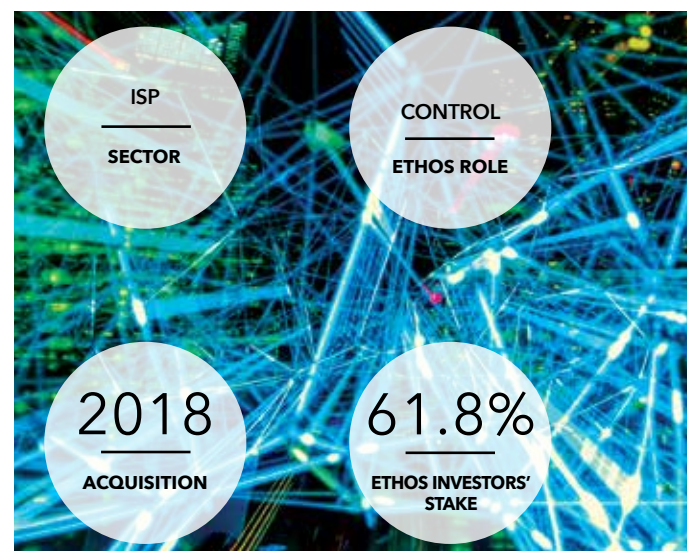 ISP
SECTOR
CONTROL
ETHOS ROLE
2018
ACQUISITION
61.8%
ETHOS INVESTORS’
STAKE